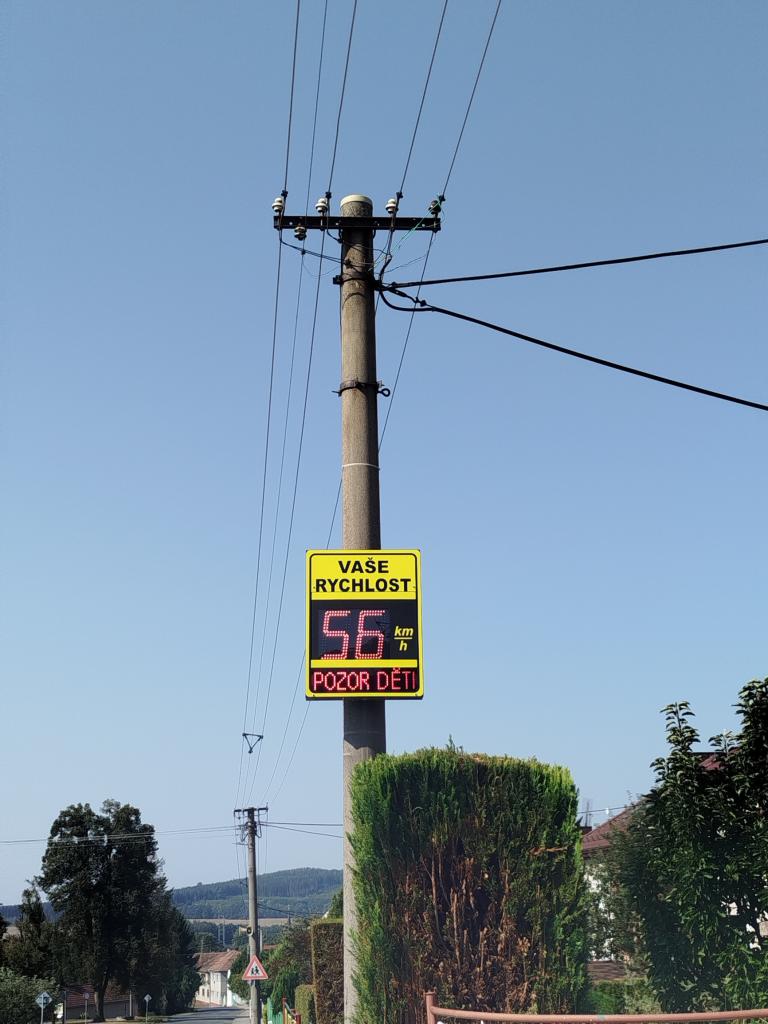 VAŠE
RYCHLOST
56 km/h
POZOR DĚTI